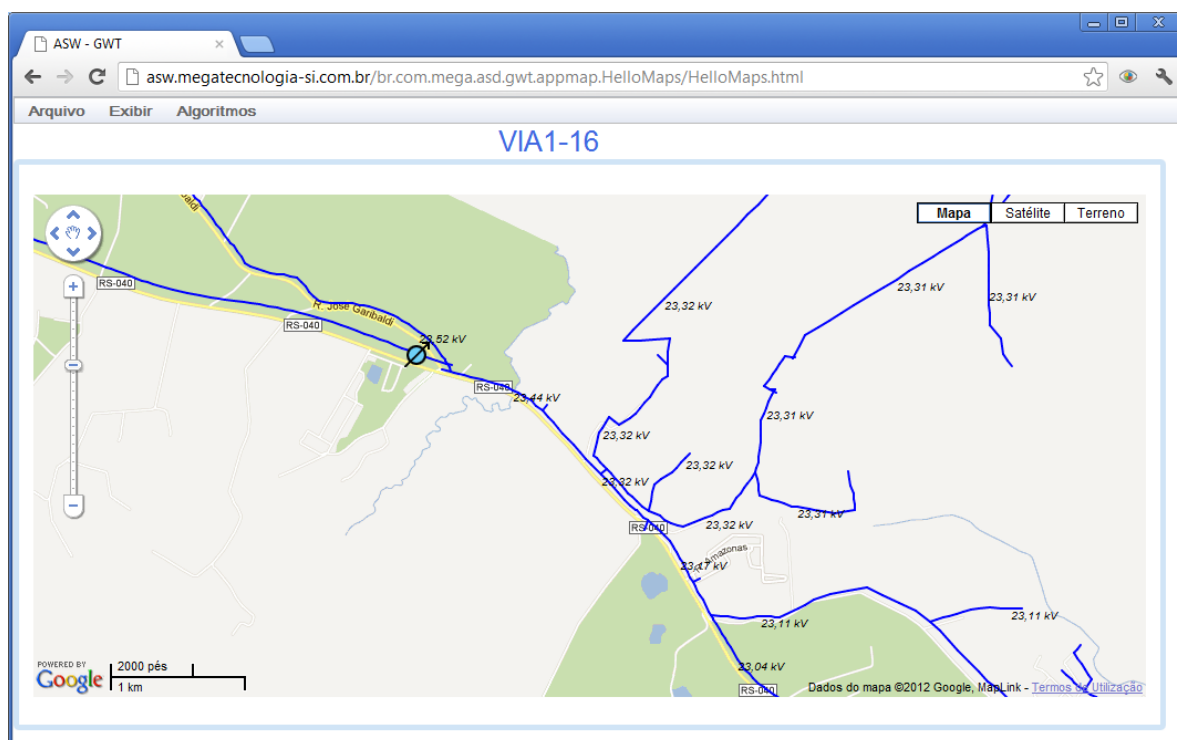 ASW - GWT
asw.megatecnologia-si.com.br/br.com.mega.asd.gwt.appmap.HelloMaps/HelloMaps.html
Arquivo Exibir Algoritmos
VIA1-16
Mapa Satélite Terreno
baldi
RS-040
R. José Garibaldi
RS-040
23,52 kV
23,32 kV
23,31 kV
23,31 kV
RS-040
23,44 kV
23,31 kV
23,32 kV
23,32 kV
23,32 kV
23,31 kV
23,32 kV
RS-040
R. Amazonas
23,17 kV
23,11 kV
23,11 kV
23,04 kV
RS-040
POWERED BY
Google
2000 pés
1 km
Dados do mapa ©2012 Google, MapLink - Termos de Utilização